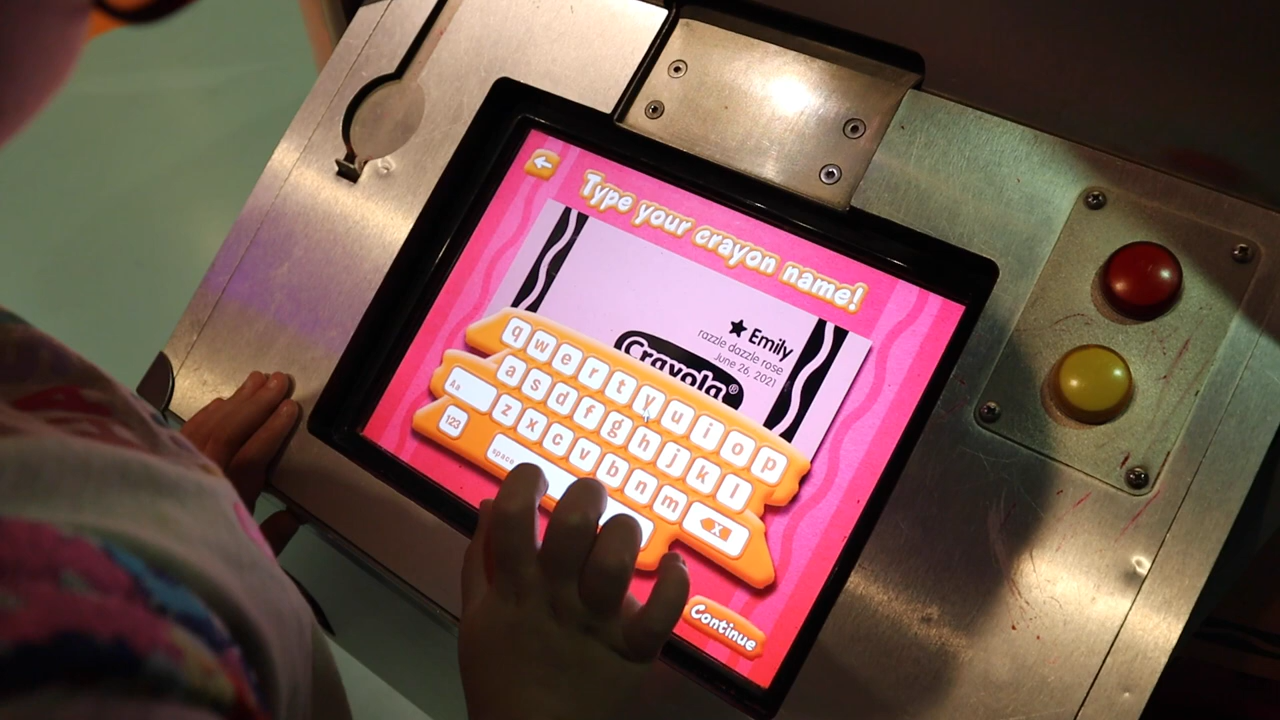 Type your crayon name!
★ Emily
razzle dazzle rose
June 26, 2021
Crayola®
q w e r t y u i o p
a s d f g h j k l
Aa z x c v b n m X
123 space
Continue